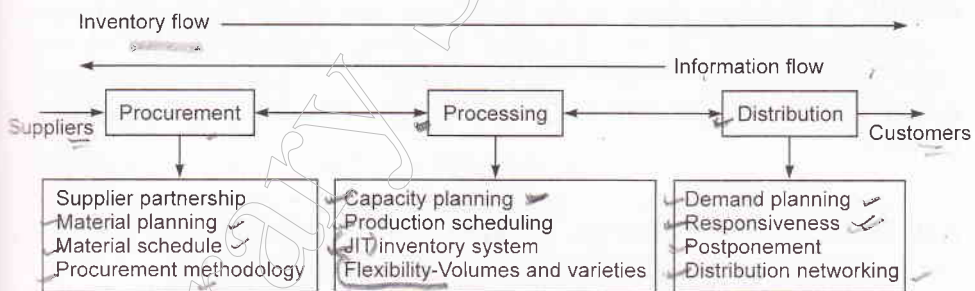 Inventory flow
Information flow
Suppliers
Procurement
Processing
Distribution
Customers
Supplier partnership
Material planning
Material schedule
Procurement methodology
Capacity planning
Production scheduling
JIT inventory system
Flexibility-Volumes and varieties
Demand planning
Responsiveness
Postponement
Distribution networking